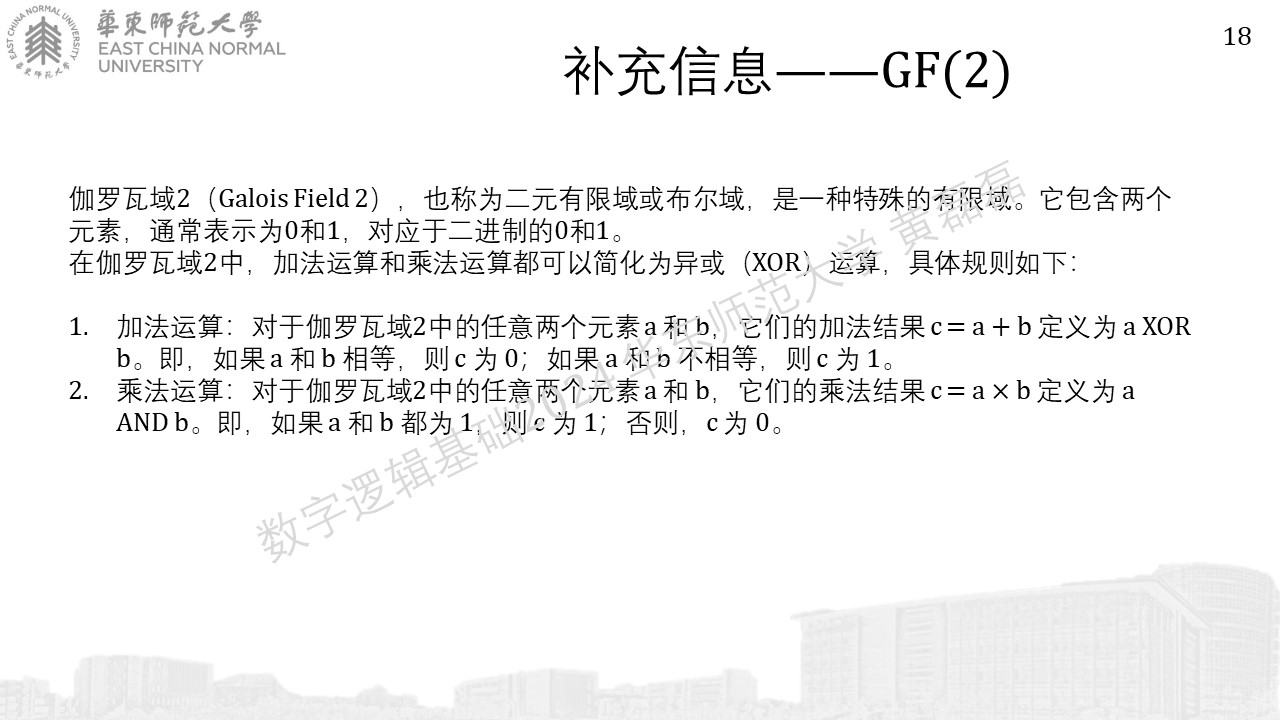 華東師範大學
EAST CHINA NORMAL
UNIVERSITY
EAST CHINA NORMAL UNIVERSITY
華東师范大学
18
补充信息——GF(2)
伽罗瓦域2（Galois Field 2），也称为二元有限域或布尔域，是一种特殊的有限域。它包含两个
元素，通常表示为0和1，对应于二进制的0和1。
在伽罗瓦域2中，加法运算和乘法运算都可以简化为异或（XOR）运算，具体规则如下：
1. 加法运算：对于伽罗瓦域2中的任意两个元素 a 和 b，它们的加法结果 c = a + b 定义为 a XOR
b。即，如果 a 和 b 相等，则 c 为 0；如果 a 和 b 不相等，则 c 为 1。
2. 乘法运算：对于伽罗瓦域2中的任意两个元素 a 和 b，它们的乘法结果 c = a × b 定义为 a
AND b。即，如果 a 和 b 都为 1，则 c 为 1；否则，c 为 0。
数字逻辑基础2024 华东师范大学 黄磊磊